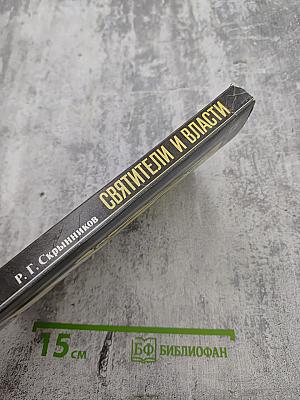 Р. Г. Скрынников
СВЯТИТЕЛИ И ВЛАСТИ
15 см
БФ БИБЛИОФАН